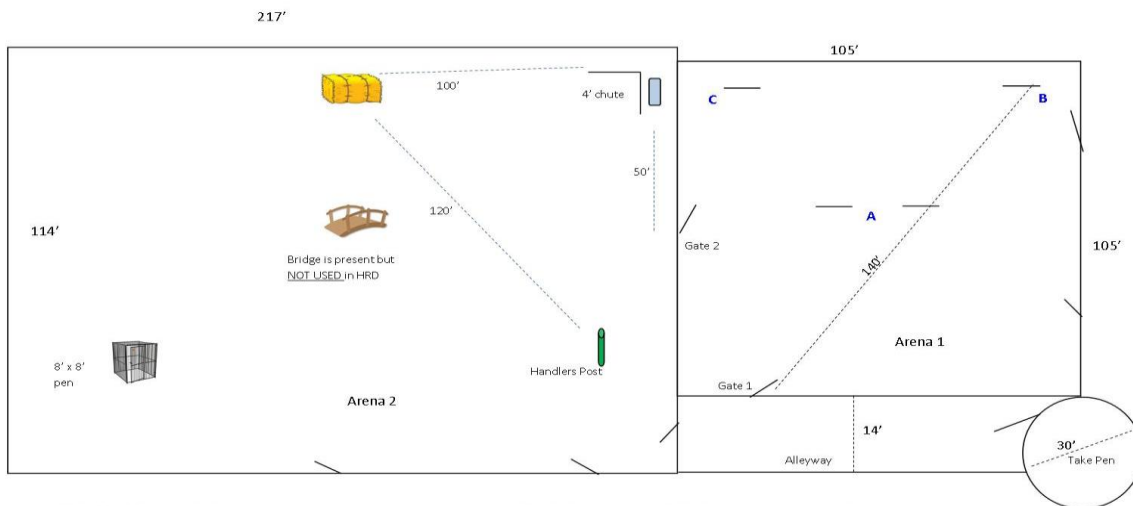 217’
105’
100’
4’ chute
C
B
50’
120’
A
114’
Gate 2
105’
Bridge is present but
NOT USED in HRD
140’
Arena 1
8’ x 8’
pen
Handlers Post
Gate 1
Arena 2
14’
30’
Alleyway
Take Pen